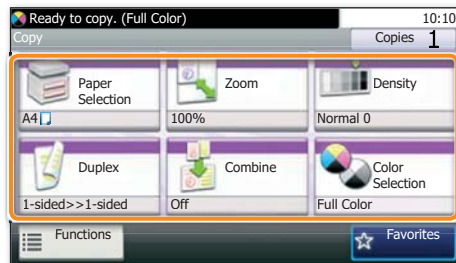 Ready to copy. (Full Color) 10:10
Copy Copies 1
Paper
Selection
Zoom
Density
A4 100% Normal 0
Duplex
Combine
Color
Selection
1-sided>>1-sided Off Full Color
Functions Favorites